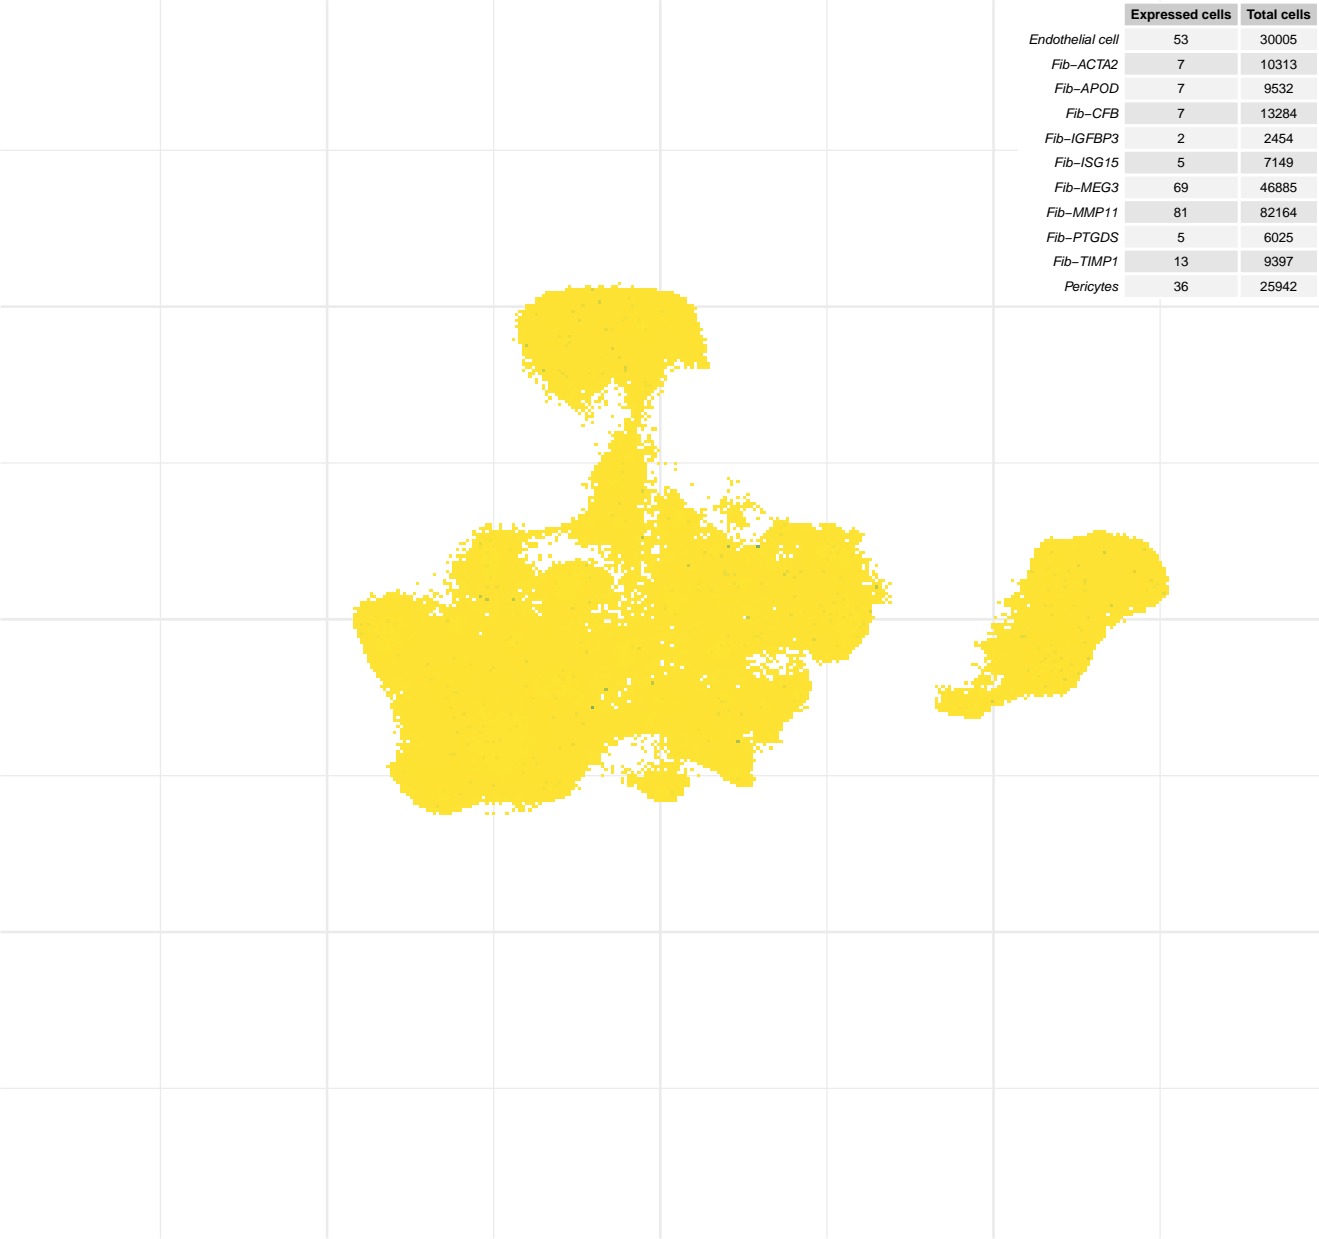 Expressed cells Total cells
Endothelial cell 53 30005
Fib−ACTA2 7 10313
Fib−APOD 7 9532
Fib−CFB 7 13284
Fib−IGFBP3 2 2454
Fib−ISG15 5 7149
Fib−MEG3 69 46885
Fib−MMP11 81 82164
Fib−PTGDS 5 6025
Fib−TIMP1 13 9397
Pericytes 36 25942